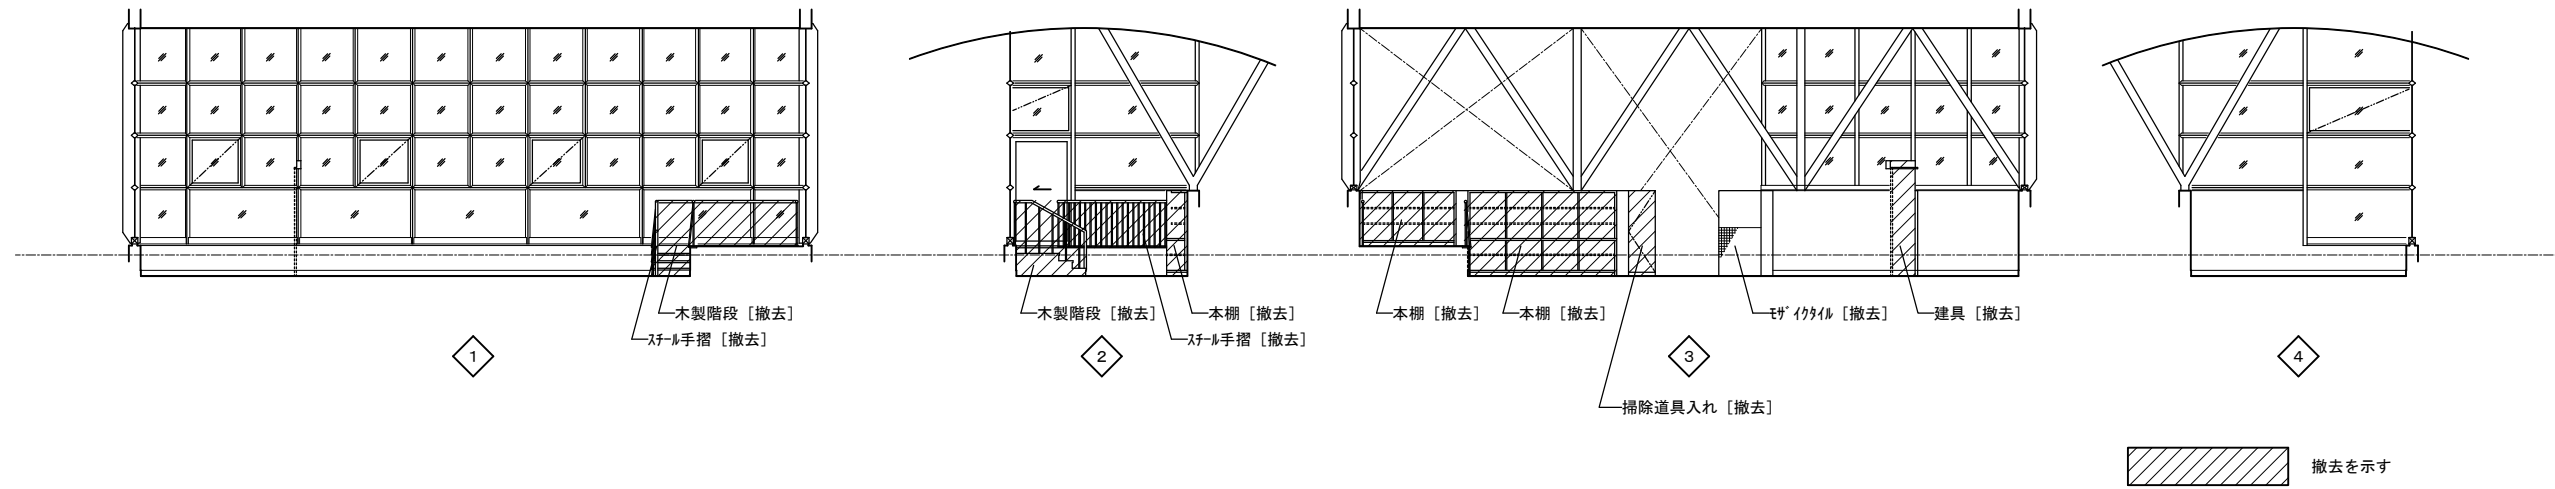 木製階段［撤去］
ｽﾁｰﾙ手摺［撤去］
1
木製階段［撤去］
本棚［撤去］
ｽﾁｰﾙ手摺［撤去］
2
本棚［撤去］
本棚［撤去］
ﾓｻﾞｲｸﾀｲﾙ［撤去］
建具［撤去］
3
掃除道具入れ［撤去］
4
撤去を示す